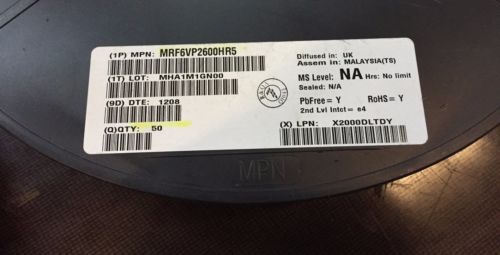 (1P) MPN: MRF6VP2600HR5
(1T) LOT: MHA1M1GN00
(9D) DTE: 1208
(Q)QTY: 50
Diffused in: UK
Assem in: MALAYSIA(TS)
MS Level: NA Hrs: No limit
Sealed: N/A
PbFree= Y RoHS = Y
2nd Lvl Intct= e4
(X) LPN: X2000DLTDY
MPN